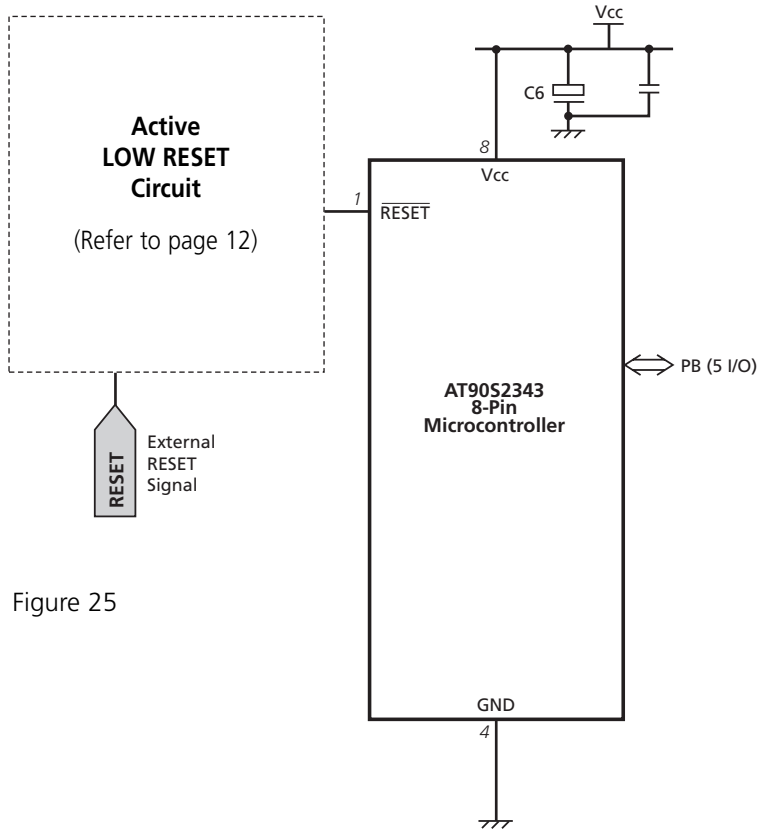 Vcc
C6
Active
LOW RESET
Circuit
(Refer to page 12)
8
Vcc
1
RESET
AT90S2343
8-Pin
Microcontroller
PB (5 I/O)
RESET
External
RESET
Signal
Figure 25
GND
4